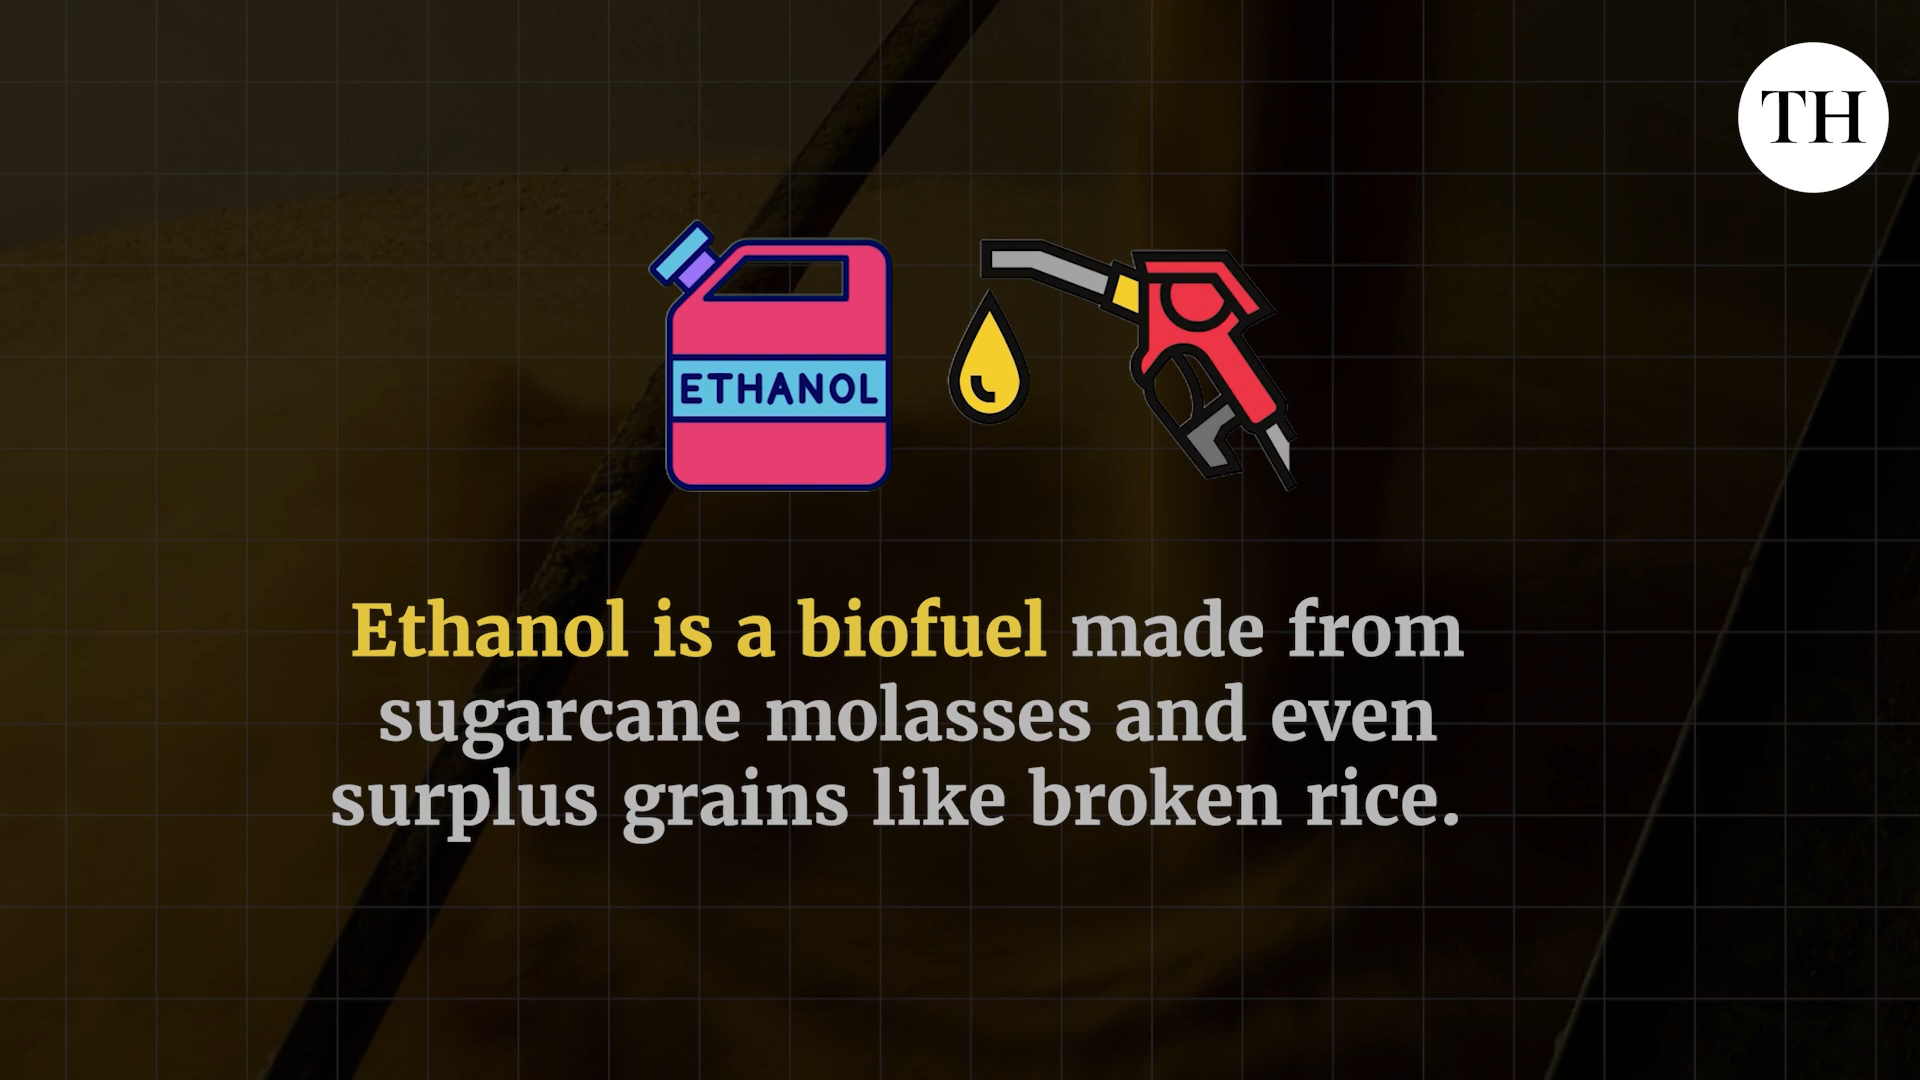 TH
ETHANOL
Ethanol is a biofuel made from
sugarcane molasses and even
surplus grains like broken rice.